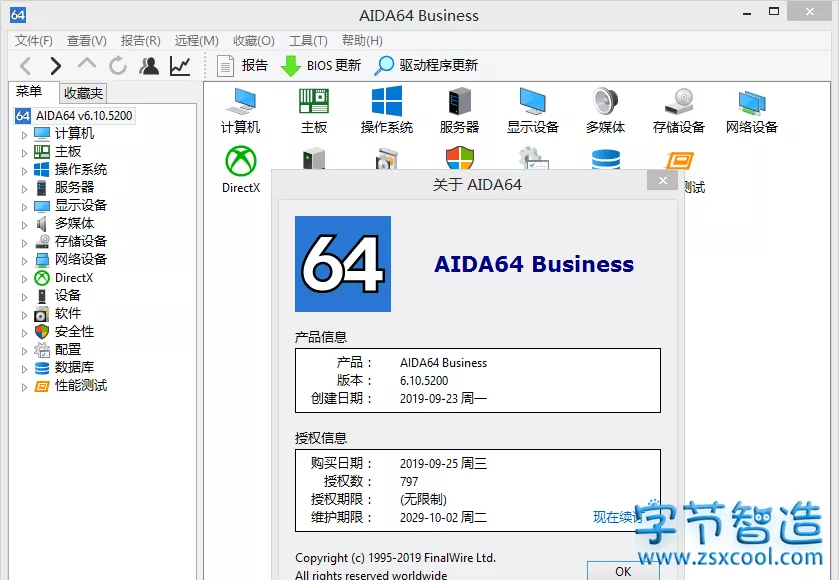 64 AIDA64 Business
文件(F) 查看(V) 报告(R) 远程(M) 收藏(O) 工具(T) 帮助(H)
报告 BIOS 更新 驱动程序更新
菜单 收藏夹
64 AIDA64 v6.10.5200
计算机
主板
操作系统
服务器
显示设备
多媒体
存储设备
网络设备
DirectX
设备
软件
安全性
配置
数据库
性能测试
计算机 主板 操作系统 服务器 显示设备 多媒体 存储设备 网络设备
DirectX 测试
关于 AIDA64
64
AIDA64 Business
产品信息
产品： AIDA64 Business
版本： 6.10.5200
创建日期： 2019-09-23 周一
授权信息
购买日期： 2019-09-25 周三
授权数： 797
授权期限： (无限制)
维护期限： 2029-10-02 周二 现在续订
Copyright (c) 1995-2019 FinalWire Ltd.
All rights reserved worldwide
OK
字节智造
www.zsxcool.com